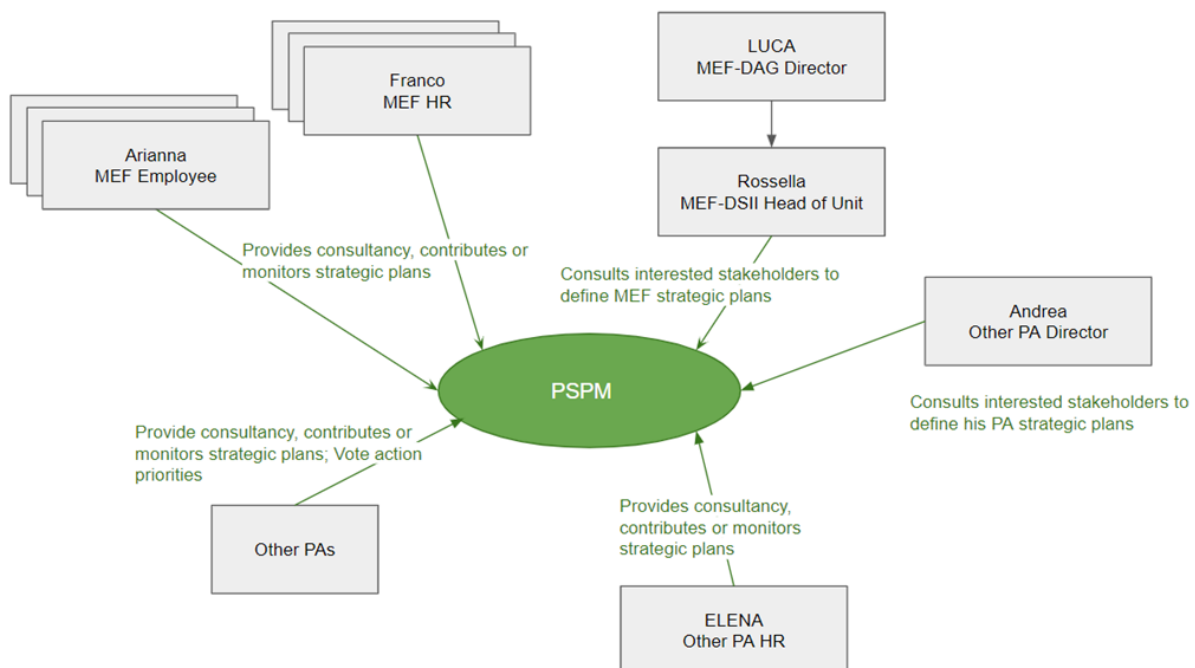 LUCA
MEF-DAG Director
Franco
MEF HR
Arianna
MEF Employee
Rossella
MEF-DSII Head of Unit
Provides consultancy, contributes or
monitors strategic plans
Consults interested stakeholders to
define MEF strategic plans
Andrea
Other PA Director
PSPM
Consults interested stakeholders to
define his PA strategic plans
Provide consultancy, contributes or
monitors strategic plans; Vote action
priorities
Provides consultancy,
contributes or monitors
strategic plans
Other PAs
ELENA
Other PA HR